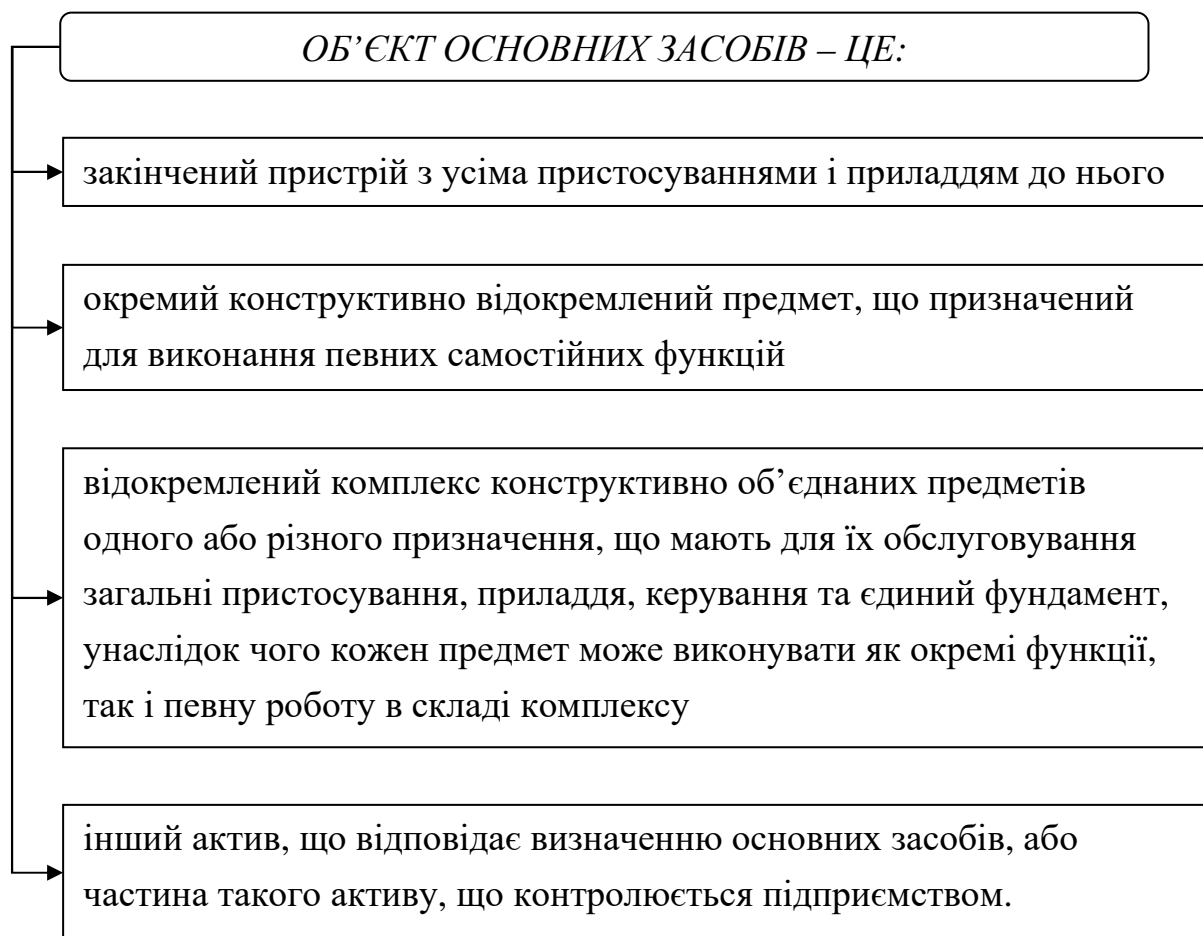 ОБ’ЄКТ ОСНОВНИХ ЗАСОБІВ – ЦЕ:
закінчений пристрій з усіма пристосуваннями і приладдям до нього
окремий конструктивно відокремлений предмет, що призначений
для виконання певних самостійних функцій
відокремлений комплекс конструктивно об’єднаних предметів
одного або різного призначення, що мають для їх обслуговування
загальні пристосування, приладдя, керування та єдиний фундамент,
унаслідок чого кожен предмет може виконувати як окремі функції,
так і певну роботу в складі комплексу
інший актив, що відповідає визначенню основних засобів, або
частина такого активу, що контролюється підприємством.